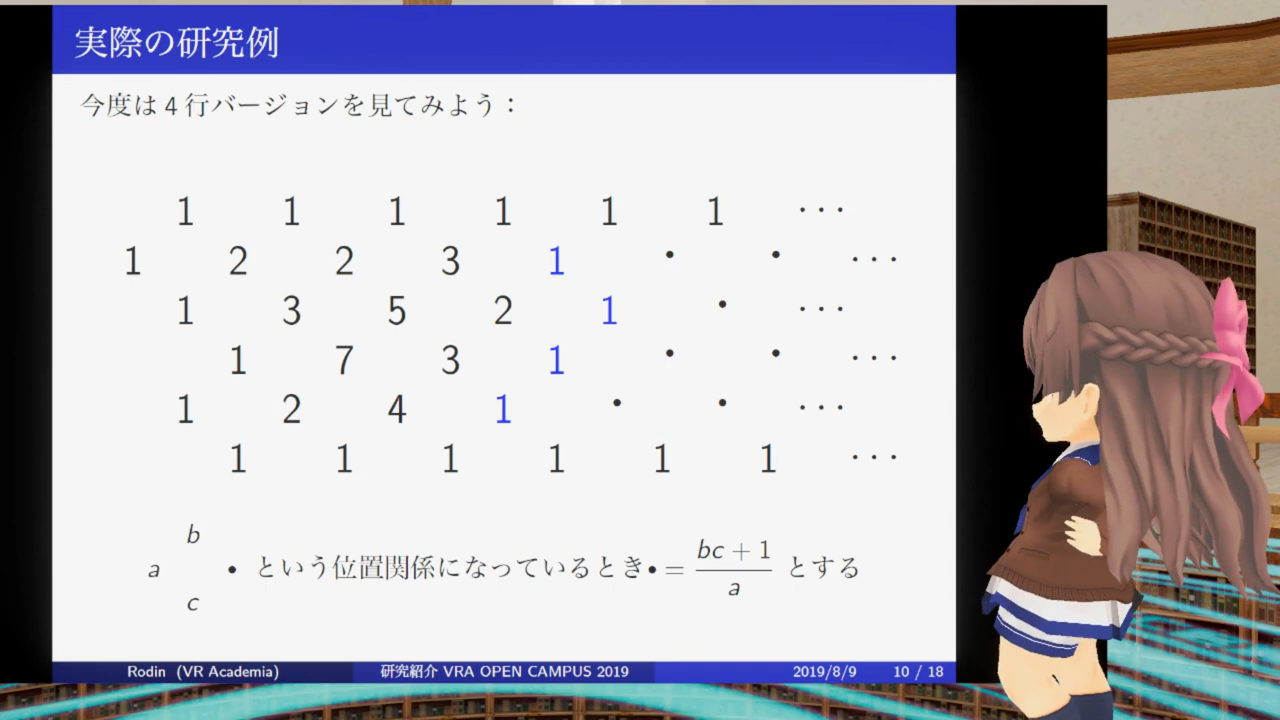 実際の研究例
今度は 4 行バージョンを見てみよう：
1 1 1 1 1 1 ···
1 2 2 3 1 • • ···
1 3 5 2 1 • ···
1 7 3 1 • • ···
1 2 4 1 • • ···
1 1 1 1 1 1 ···
b
a • という位置関係になっているとき• = (bc + 1)/a とする
c
Rodin (VR Academia) 研究紹介 VRA OPEN CAMPUS 2019 2019/8/9 10 / 18